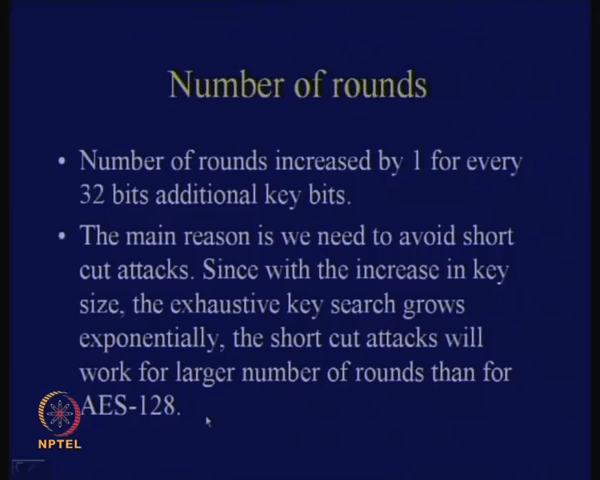 Number of rounds
• Number of rounds increased by 1 for every
32 bits additional key bits.
• The main reason is we need to avoid short
cut attacks. Since with the increase in key
size, the exhaustive key search grows
exponentially, the short cut attacks will
work for larger number of rounds than for
AES-128.
NPTEL